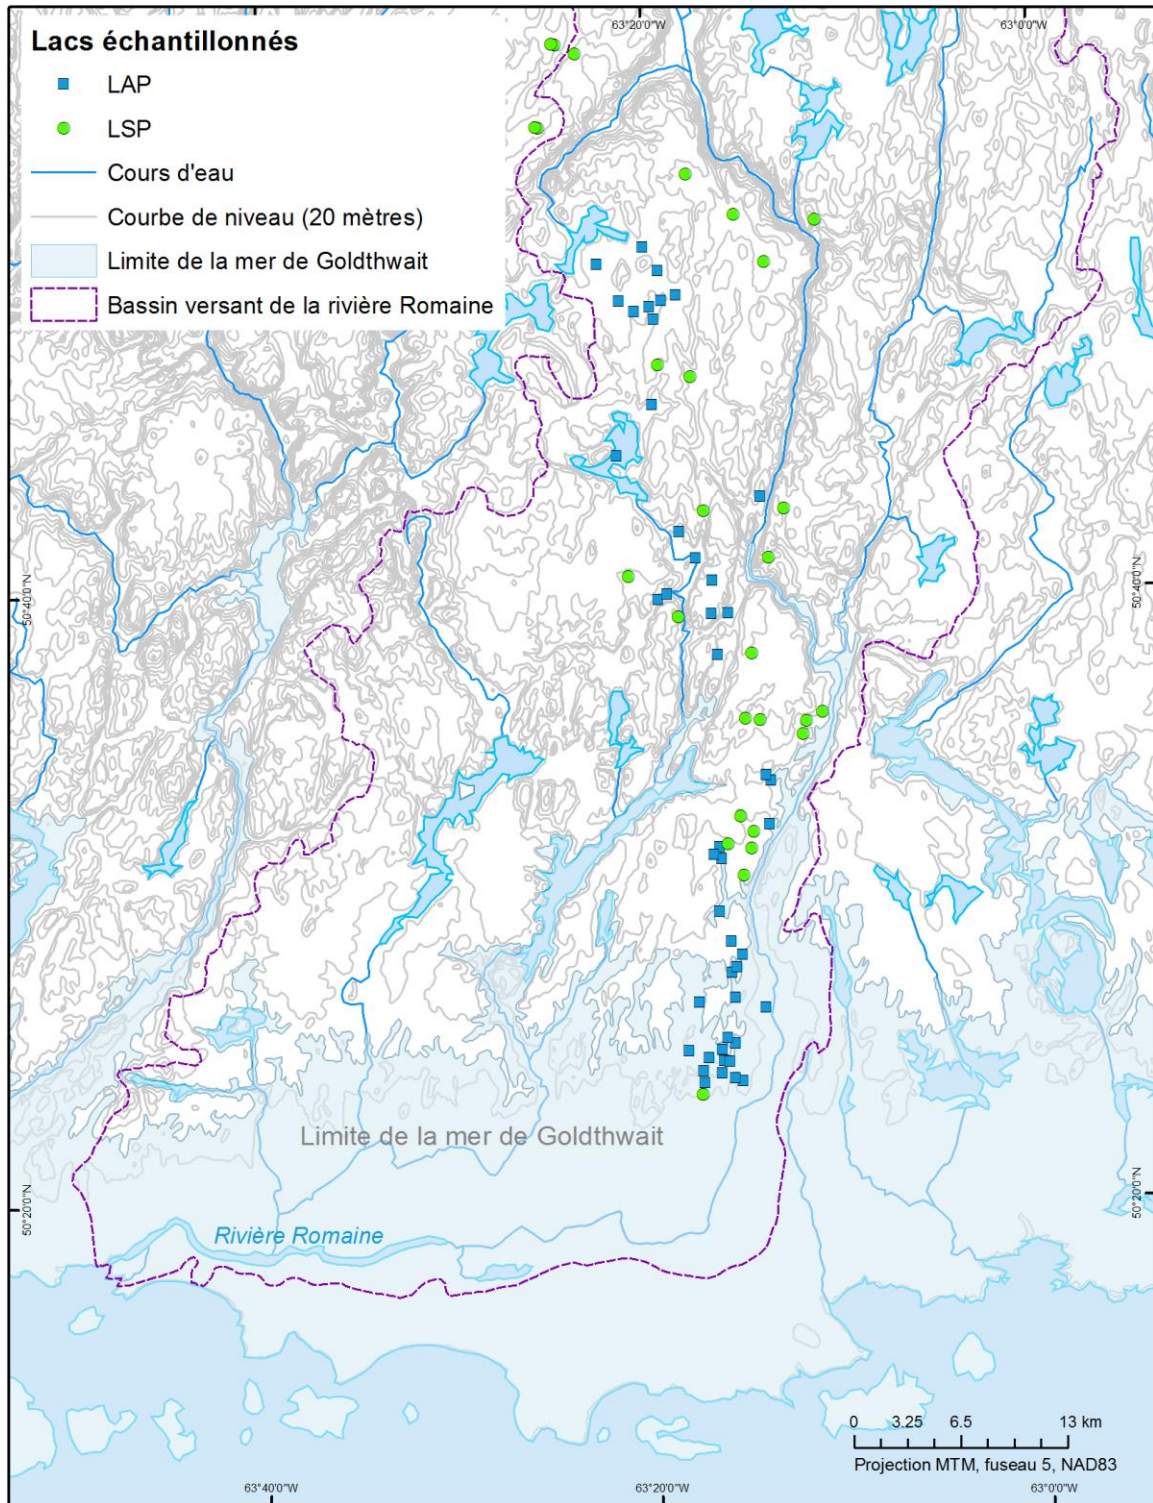 63°20'0"W
63°0'0"W
Lacs échantillonnés
LAP
LSP
Cours d'eau
Courbe de niveau (20 mètres)
Limite de la mer de Goldthwait
Bassin versant de la rivière Romaine
50°40'0"N
50°40'0"N
Limite de la mer de Goldthwait
50°20'0"N
50°20'0"N
Rivière Romaine
0 3.25 6.5 13 km
Projection MTM, fuseau 5, NAD83
63°40'0"W
63°20'0"W
63°0'0"W